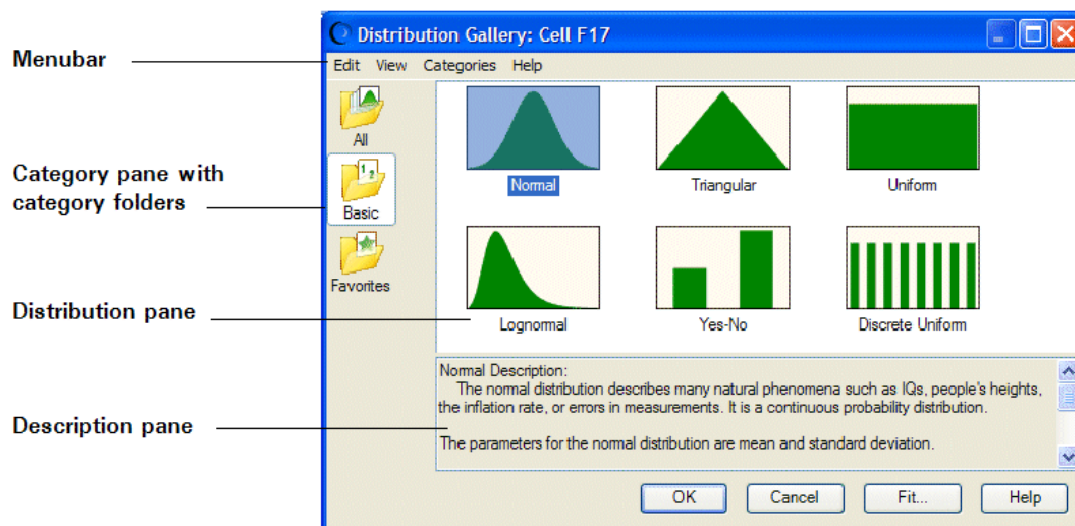 Distribution Gallery: Cell F17
Menubar
Edit View Categories Help
All
Category pane with
category folders
Basic
Favorites
Normal
Triangular
Uniform
Distribution pane
Lognormal
Yes-No
Discrete Uniform
Description pane
Normal Description:
The normal distribution describes many natural phenomena such as IQs, people's heights,
the inflation rate, or errors in measurements. It is a continuous probability distribution.
The parameters for the normal distribution are mean and standard deviation.
OK Cancel Fit... Help